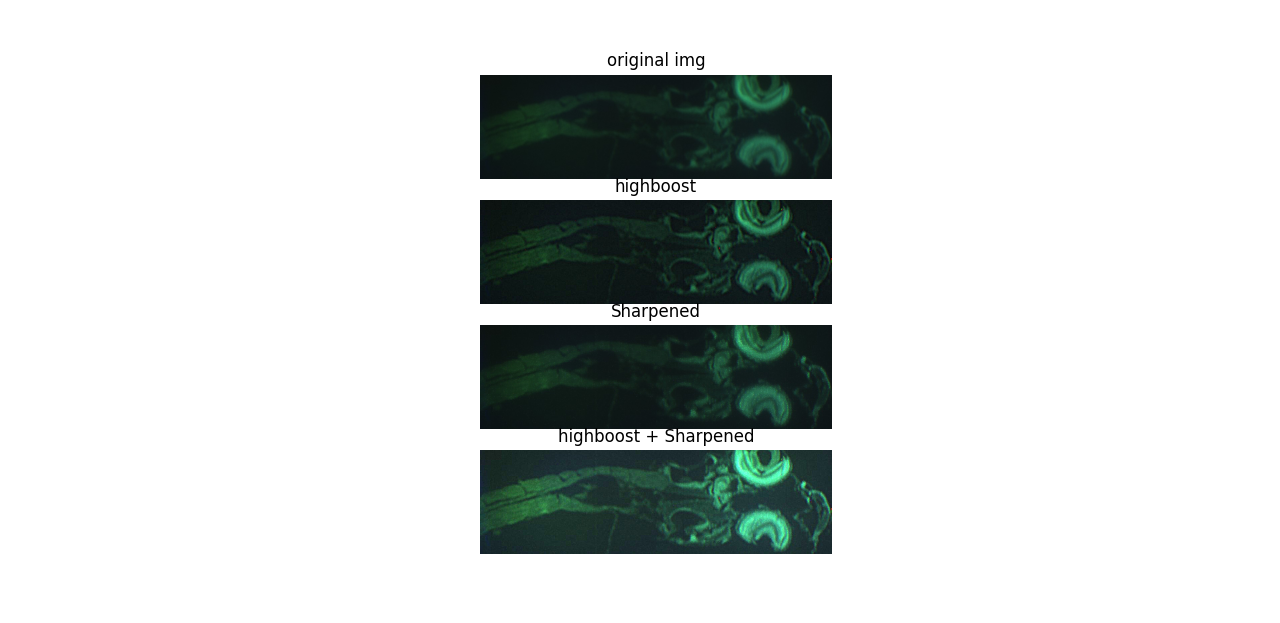 original img
highboost
Sharpened
highboost + Sharpened